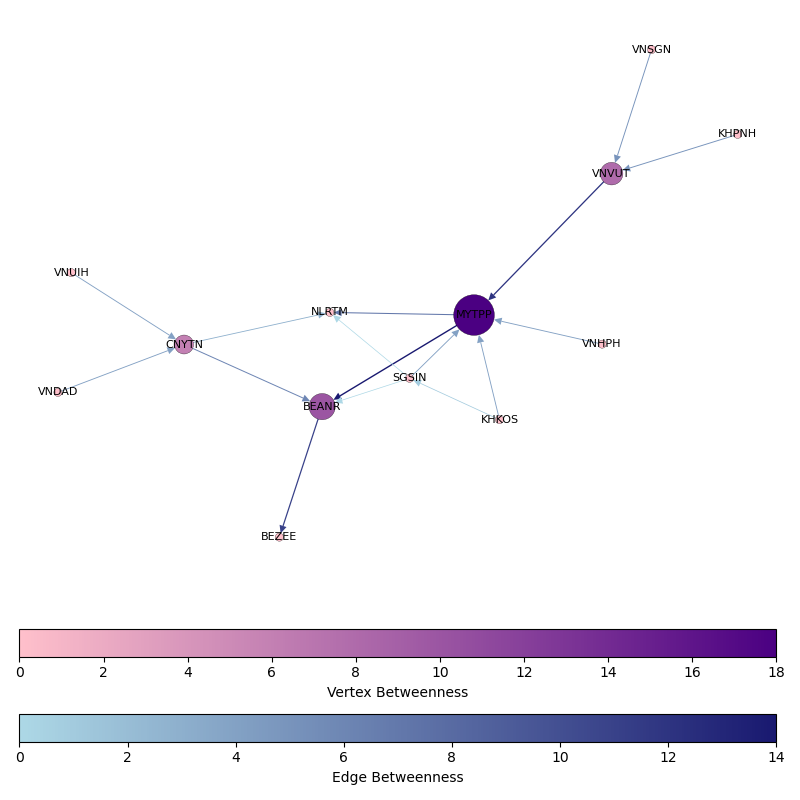 VNSGN
KHPNH
VNVUT
VNUIH
NLRTM
MYTPP
CNYTN
VNHPH
SGSIN
VNDAD
BEANR
KHKOS
BEZEE
0 2 4 6 8 10 12 14 16 18
Vertex Betweenness
0 2 4 6 8 10 12 14
Edge Betweenness